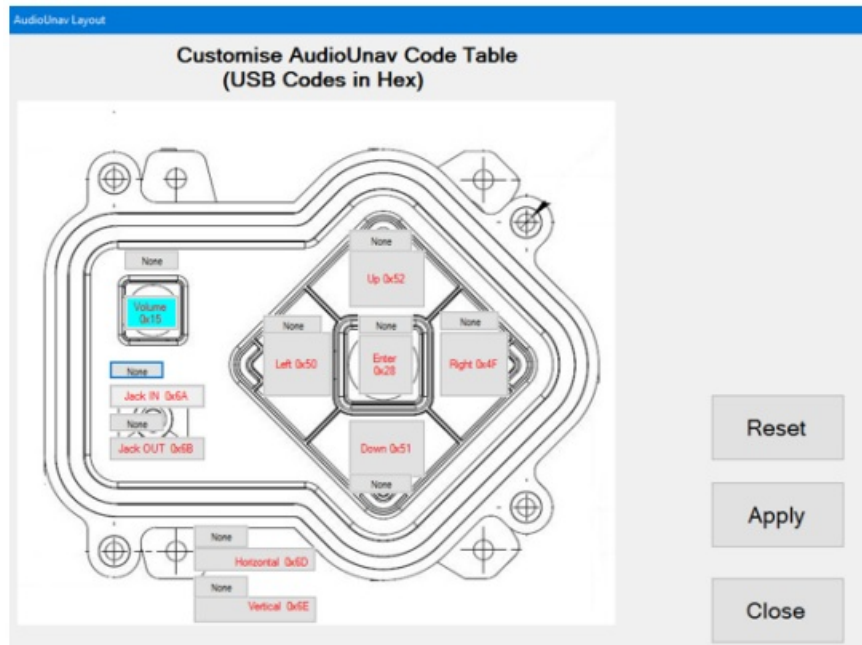 AudioUnav Layout
Customise AudioUnav Code Table
(USB Codes in Hex)
None
Up 0x52
None
Volume
0x15
None
Left 0x50
None
Enter
0x28
None
Right 0x4F
None
Jack IN 0x6A
None
Jack OUT 0x6B
Down 0x51
None
None
Horizontal 0x6D
None
Vertical 0x6E
Reset
Apply
Close